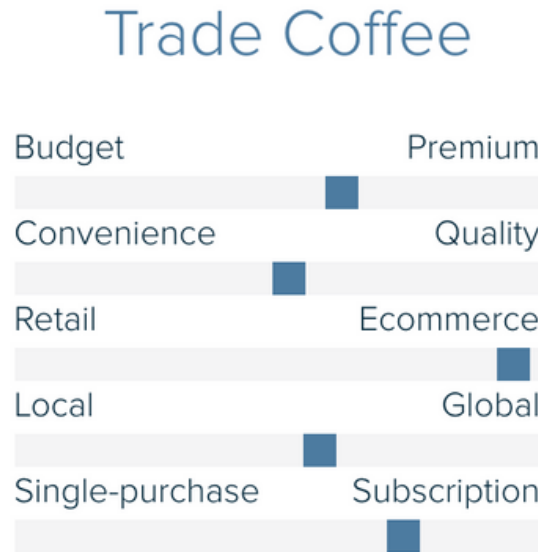 Trade Coffee
Budget Premium
Convenience Quality
Retail Ecommerce
Local Global
Single-purchase Subscription